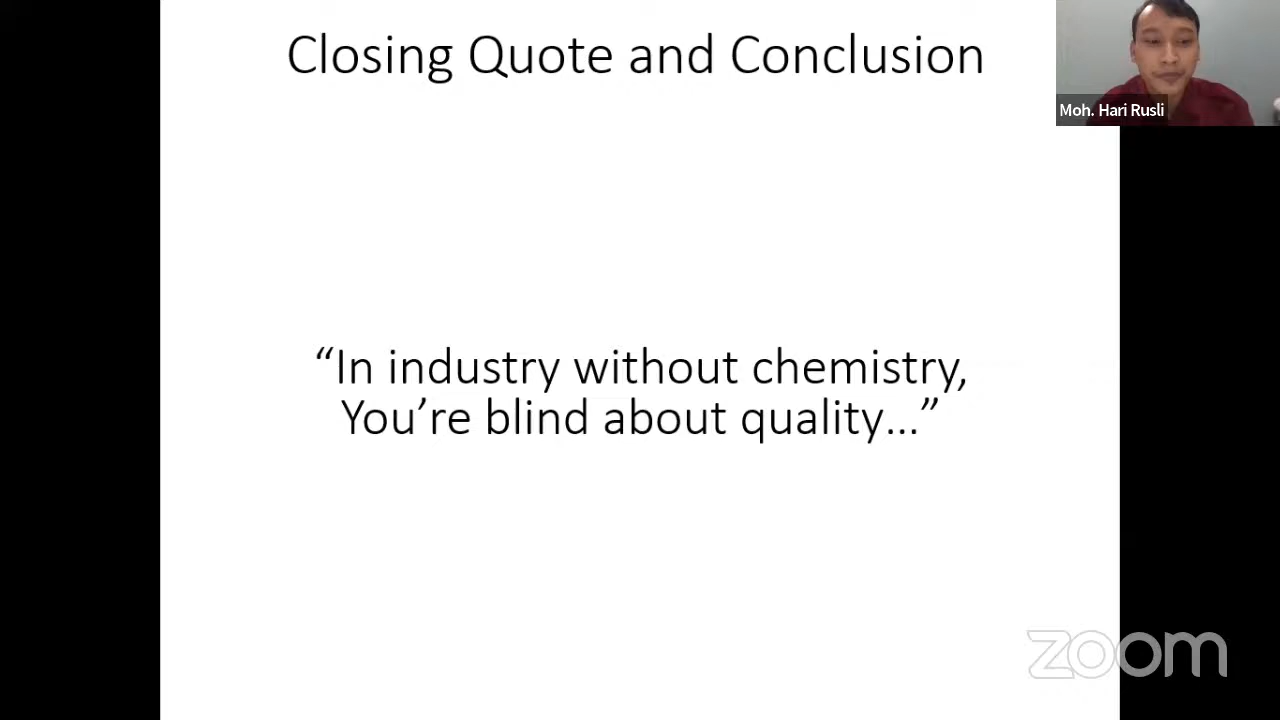 Closing Quote and Conclusion
Moh. Hari Rusli
“In industry without chemistry,
You’re blind about quality...”
zoom